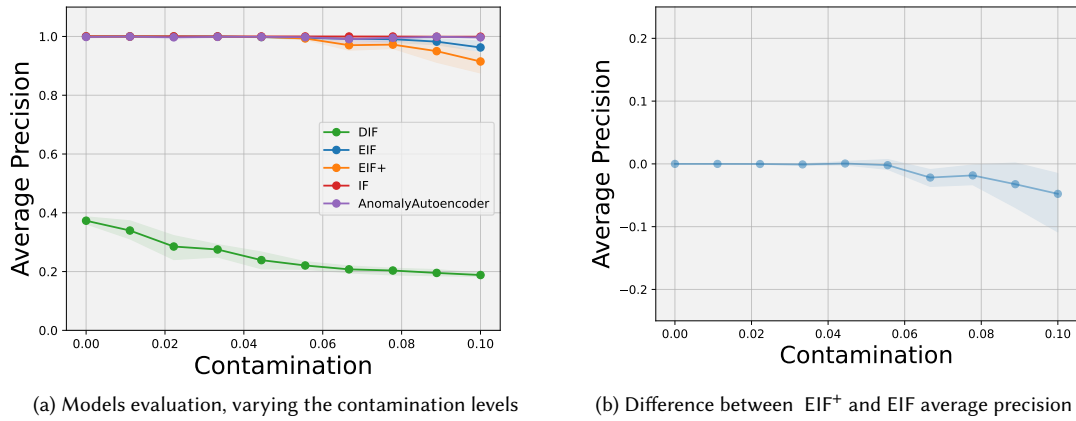 1.0
0.8
0.6
0.4
0.2
0.0
Average Precision
DIF
EIF
EIF+
IF
AnomalyAutoencoder
0.00 0.02 0.04 0.06 0.08 0.10
Contamination
(a) Models evaluation, varying the contamination levels
0.2
0.1
0.0
−0.1
−0.2
Average Precision
0.00 0.02 0.04 0.06 0.08 0.10
Contamination
(b) Difference between EIF⁺ and EIF average precision